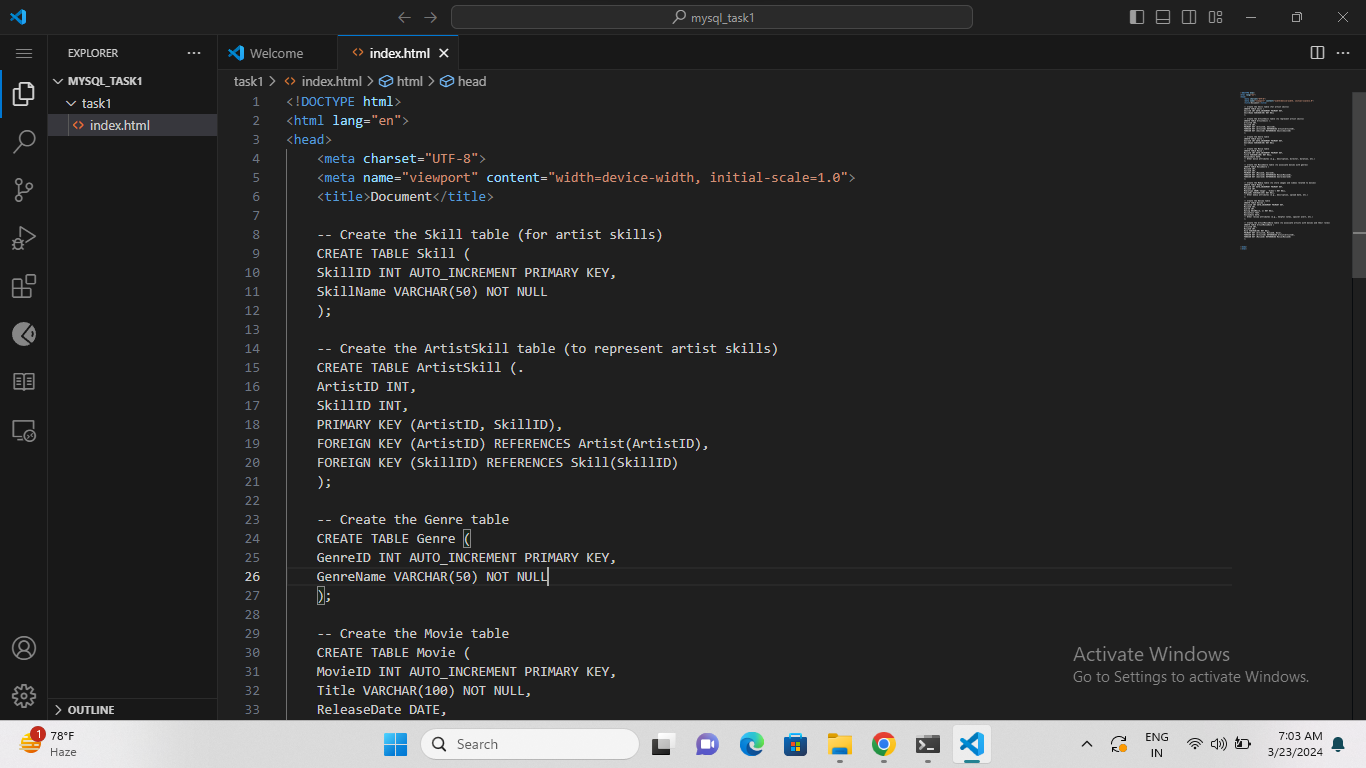 mysql_task1
EXPLORER
MYSQL_TASK1
task1
index.html
OUTLINE
Welcome
index.html
task1 > index.html > html > head
1 <!DOCTYPE html>
2 <html lang="en">
3 <head>
4 <meta charset="UTF-8">
5 <meta name="viewport" content="width=device-width, initial-scale=1.0">
6 <title>Document</title>
7
8 -- Create the Skill table (for artist skills)
9 CREATE TABLE Skill (
10 SkillID INT AUTO_INCREMENT PRIMARY KEY,
11 SkillName VARCHAR(50) NOT NULL
12 );
13
14 -- Create the ArtistSkill table (to represent artist skills)
15 CREATE TABLE ArtistSkill (.
16 ArtistID INT,
17 SkillID INT,
18 PRIMARY KEY (ArtistID, SkillID),
19 FOREIGN KEY (ArtistID) REFERENCES Artist(ArtistID),
20 FOREIGN KEY (SkillID) REFERENCES Skill(SkillID)
21 );
22
23 -- Create the Genre table
24 CREATE TABLE Genre (
25 GenreID INT AUTO_INCREMENT PRIMARY KEY,
26 GenreName VARCHAR(50) NOT NULL
27 );
28
29 -- Create the Movie table
30 CREATE TABLE Movie (
31 MovieID INT AUTO_INCREMENT PRIMARY KEY,
32 Title VARCHAR(100) NOT NULL,
33 ReleaseDate DATE,
Activate Windows
Go to Settings to activate Windows.
1
78°F
Haze
Search
ENG
IN
7:03 AM
3/23/2024